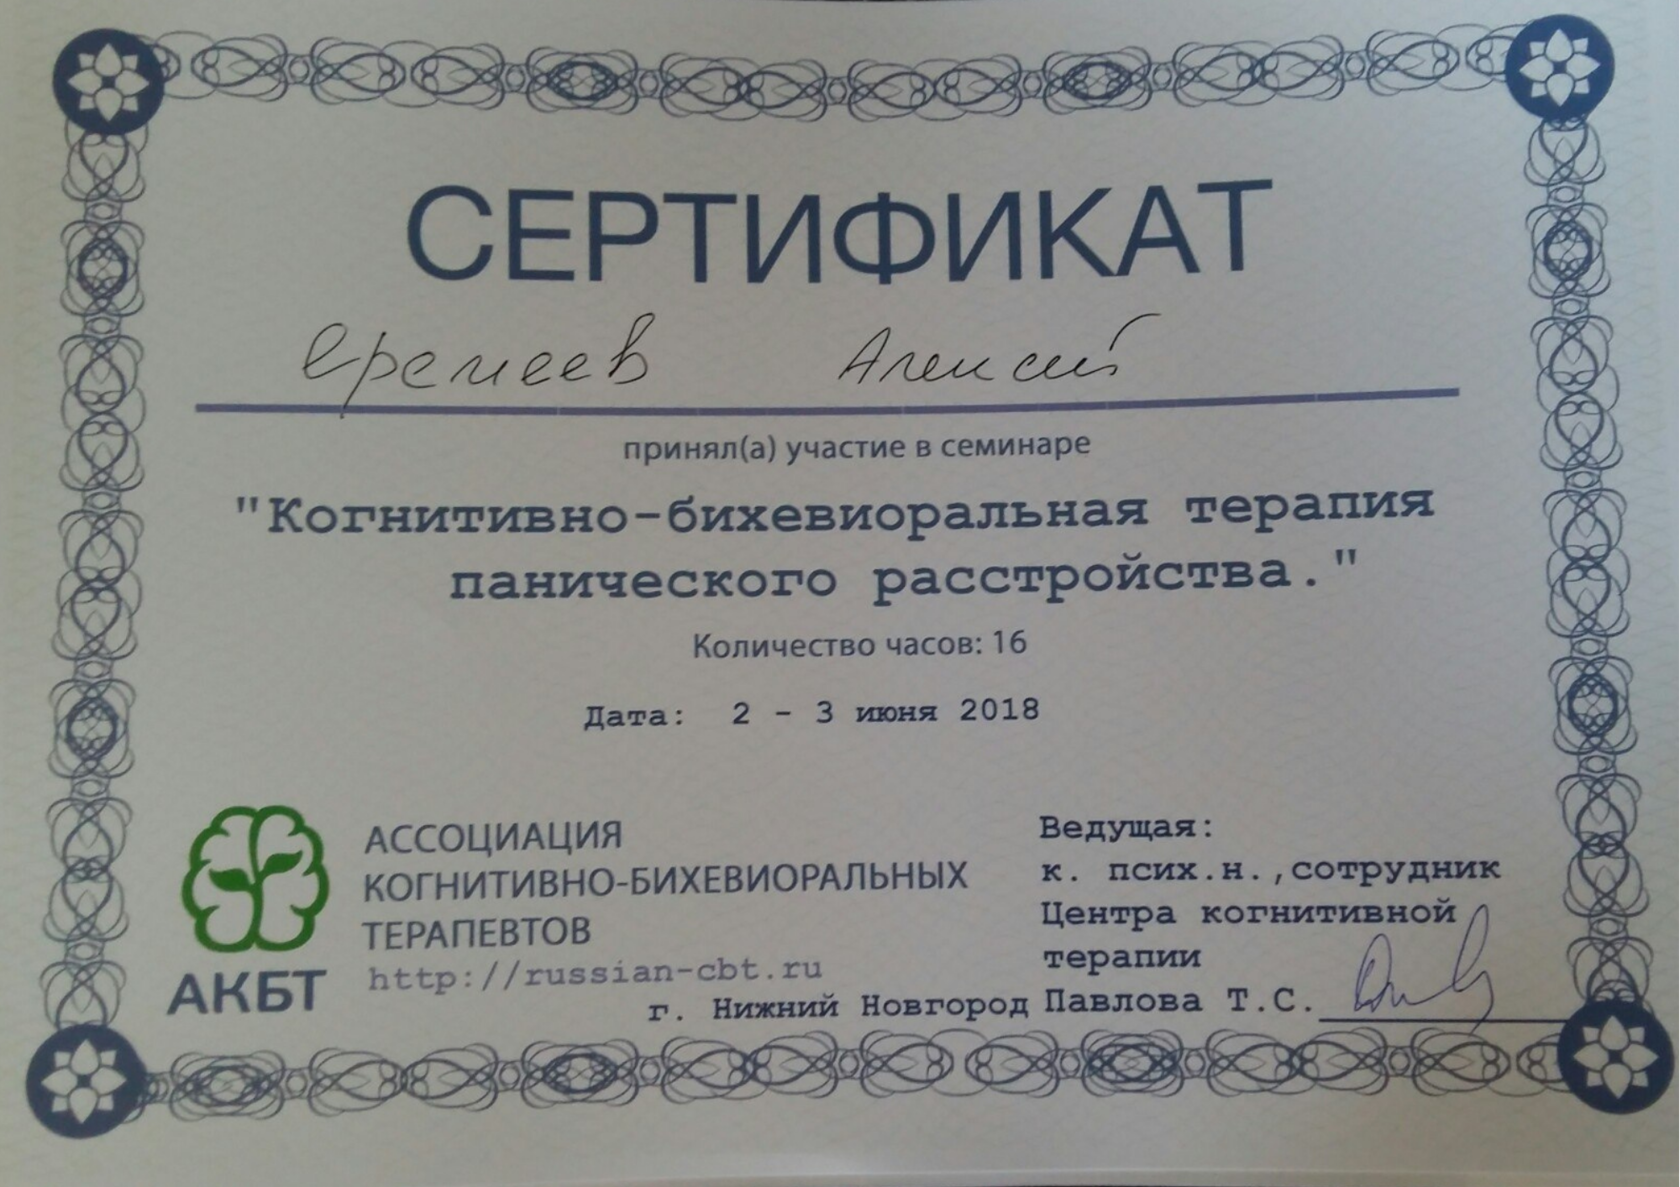 СЕРТИФИКАТ
Еремеев Алексей
принял(а) участие в семинаре
"Когнитивно-бихевиоральная терапия
панического расстройства."
Количество часов: 16
Дата: 2 - 3 июня 2018
АССОЦИАЦИЯ
КОГНИТИВНО-БИХЕВИОРАЛЬНЫХ
ТЕРАПЕВТОВ
http://russian-cbt.ru
АКБТ
г. Нижний Новгород
Ведущая:
к. псих.н.,сотрудник
Центра когнитивной
терапии
Павлова Т.С.